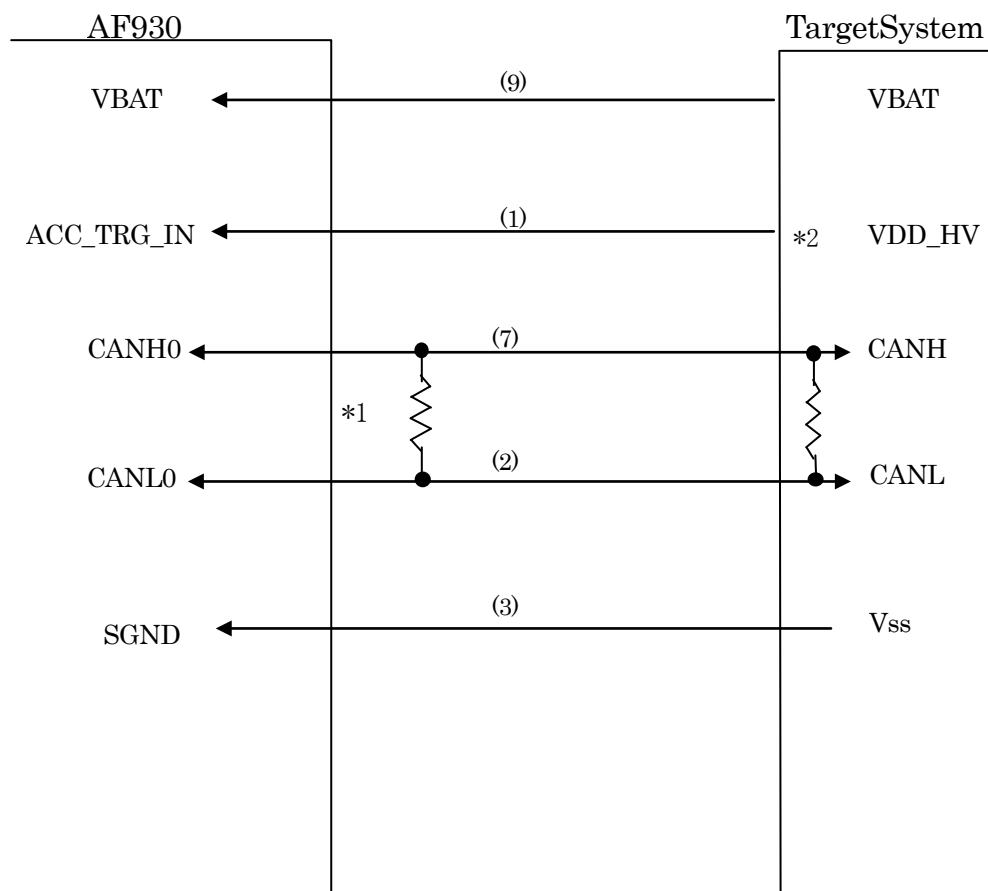 AF930 TargetSystem
VBAT (9) VBAT
ACC_TRG_IN (1) *2 VDD_HV
CANH0 (7) CANH
*1
CANL0 (2) CANL
SGND (3) Vss